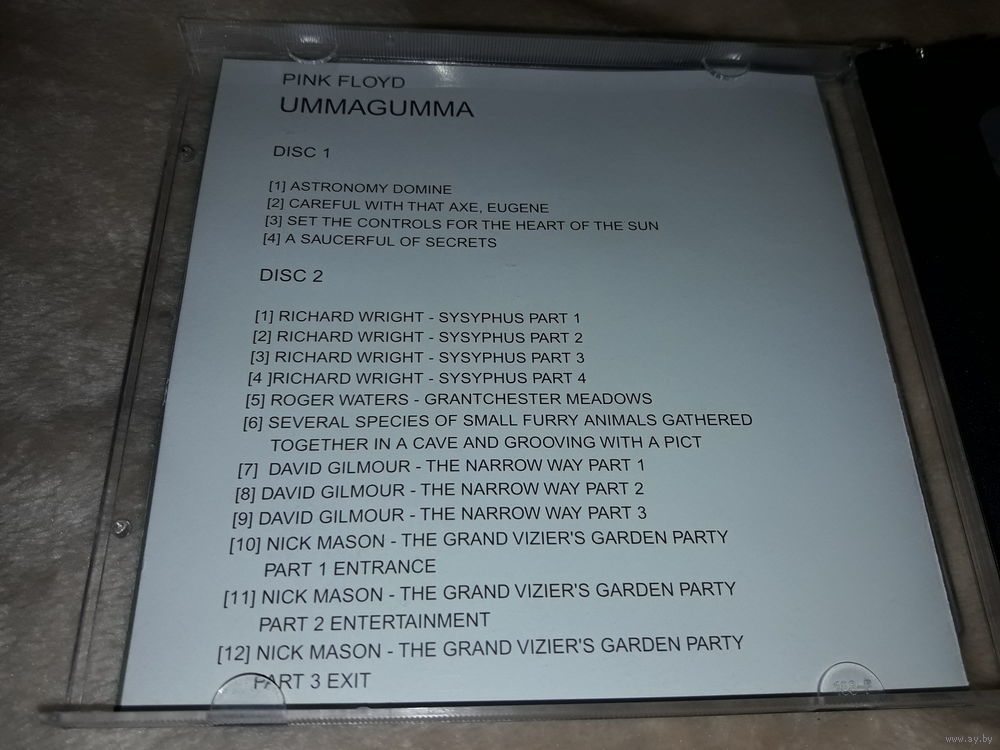 PINK FLOYD
UMMAGUMMA
DISC 1
[1] ASTRONOMY DOMINE
[2] CAREFUL WITH THAT AXE, EUGENE
[3] SET THE CONTROLS FOR THE HEART OF THE SUN
[4] A SAUCERFUL OF SECRETS
DISC 2
[1] RICHARD WRIGHT - SYSYPHUS PART 1
[2] RICHARD WRIGHT - SYSYPHUS PART 2
[3] RICHARD WRIGHT - SYSYPHUS PART 3
[4 ]RICHARD WRIGHT - SYSYPHUS PART 4
[5] ROGER WATERS - GRANTCHESTER MEADOWS
[6] SEVERAL SPECIES OF SMALL FURRY ANIMALS GATHERED
TOGETHER IN A CAVE AND GROOVING WITH A PICT
[7] DAVID GILMOUR - THE NARROW WAY PART 1
[8] DAVID GILMOUR - THE NARROW WAY PART 2
[9] DAVID GILMOUR - THE NARROW WAY PART 3
[10] NICK MASON - THE GRAND VIZIER'S GARDEN PARTY
PART 1 ENTRANCE
[11] NICK MASON - THE GRAND VIZIER'S GARDEN PARTY
PART 2 ENTERTAINMENT
[12] NICK MASON - THE GRAND VIZIER'S GARDEN PARTY
PART 3 EXIT
www.ay.by